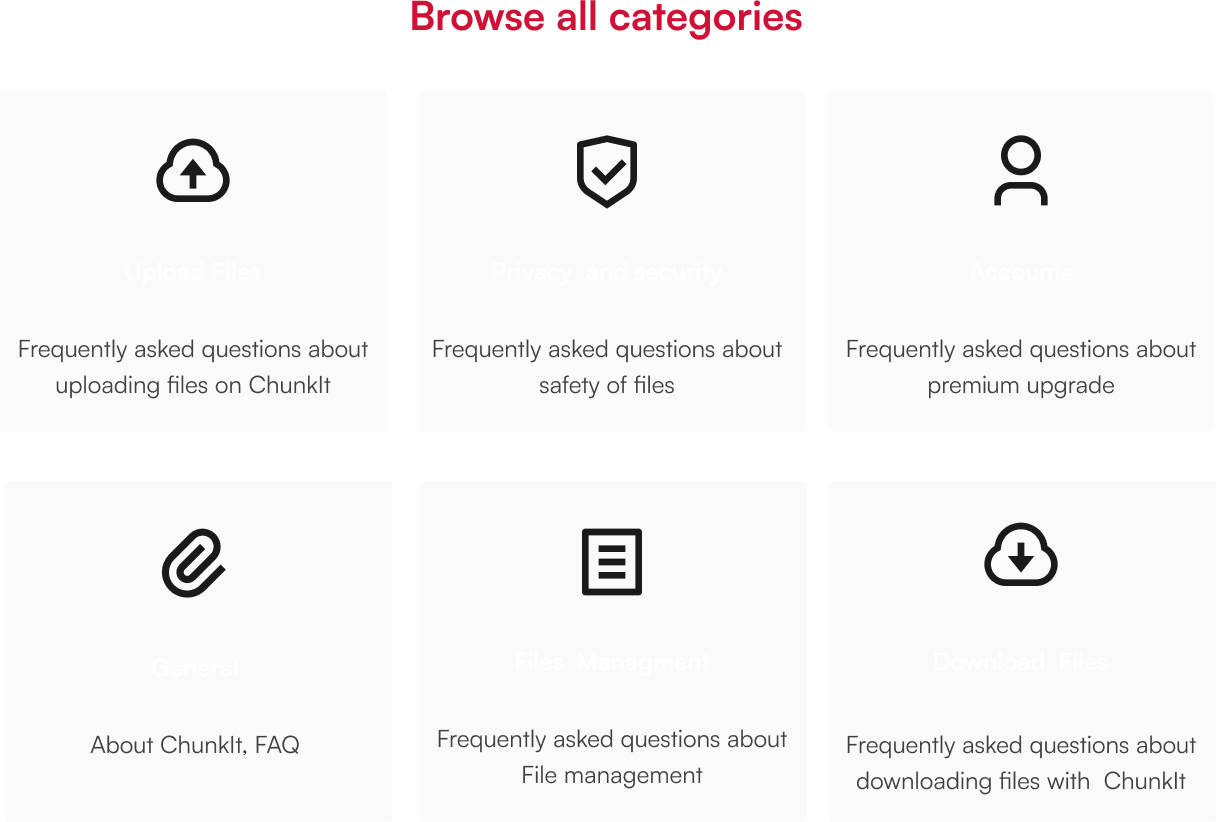 Browse all categories
Upload Files
Frequently asked questions about
uploading files on ChunkIt
Privacy  and security
Frequently asked questions about
safety of files
Accounts
Frequently asked questions about
premium upgrade
General
About ChunkIt, FAQ
Files  Managment
Frequently asked questions about
File management
Download  Files
Frequently asked questions about
downloading files with  ChunkIt